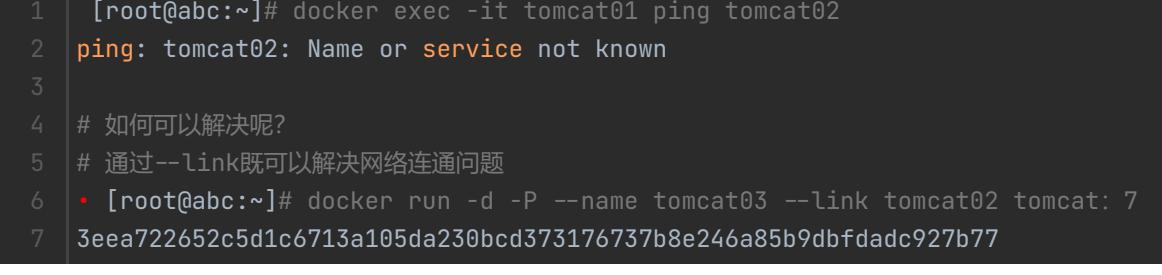 1 [root@abc:~]# docker exec -it tomcat01 ping tomcat02
2 ping: tomcat02: Name or service not known
3
4 # 如何可以解决呢？
5 # 通过--link既可以解决网络连通问题
6 · [root@abc:~]# docker run -d -P --name tomcat03 --link tomcat02 tomcat：7
7 3eea722652c5d1c6713a105da230bcd373176737b8e246a85b9dbfdadc927b77